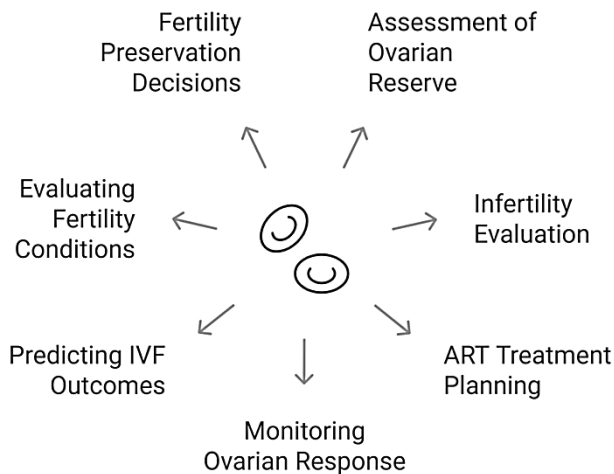 Fertility
Preservation
Decisions
Assessment of
Ovarian
Reserve
Evaluating
Fertility
Conditions
Infertility
Evaluation
Predicting IVF
Outcomes
ART Treatment
Planning
Monitoring
Ovarian Response